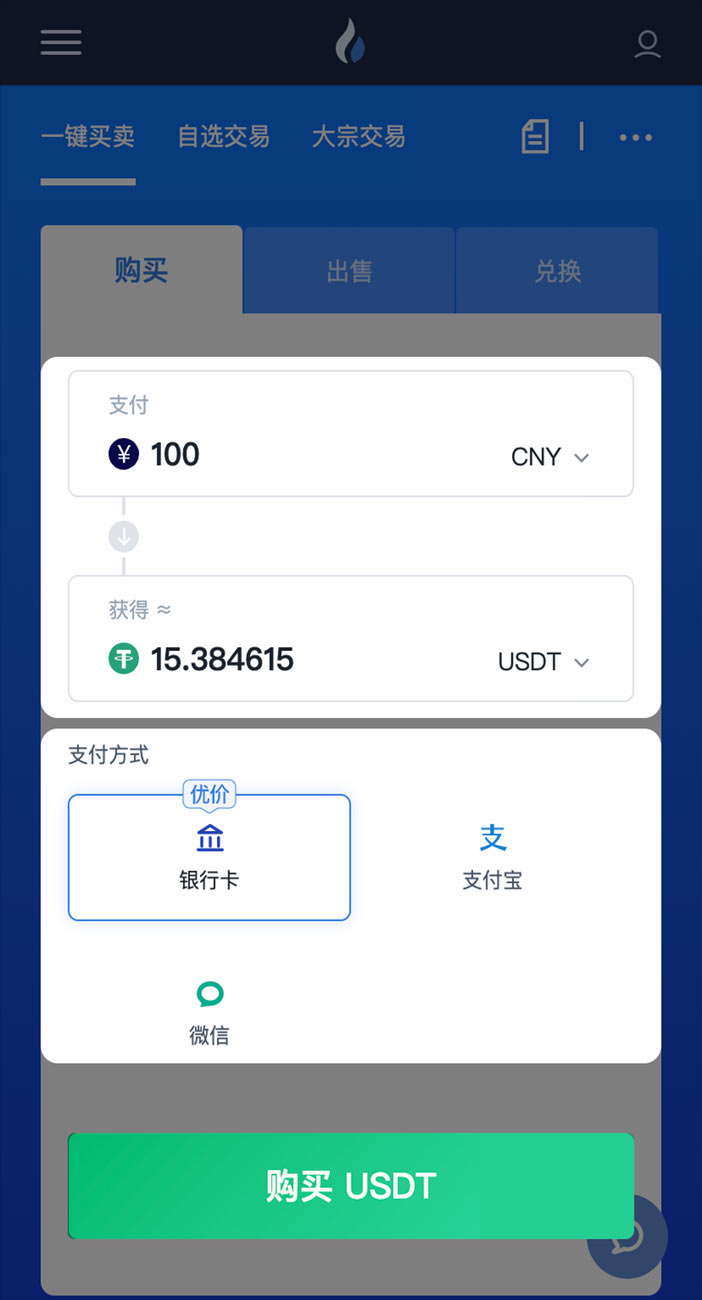 一键买卖 自选交易 大宗交易
购买 出售 兑换
支付
¥ 100 CNY
获得 ≈
15.384615 USDT
支付方式
优价
银行卡
支
支付宝
微信
购买 USDT